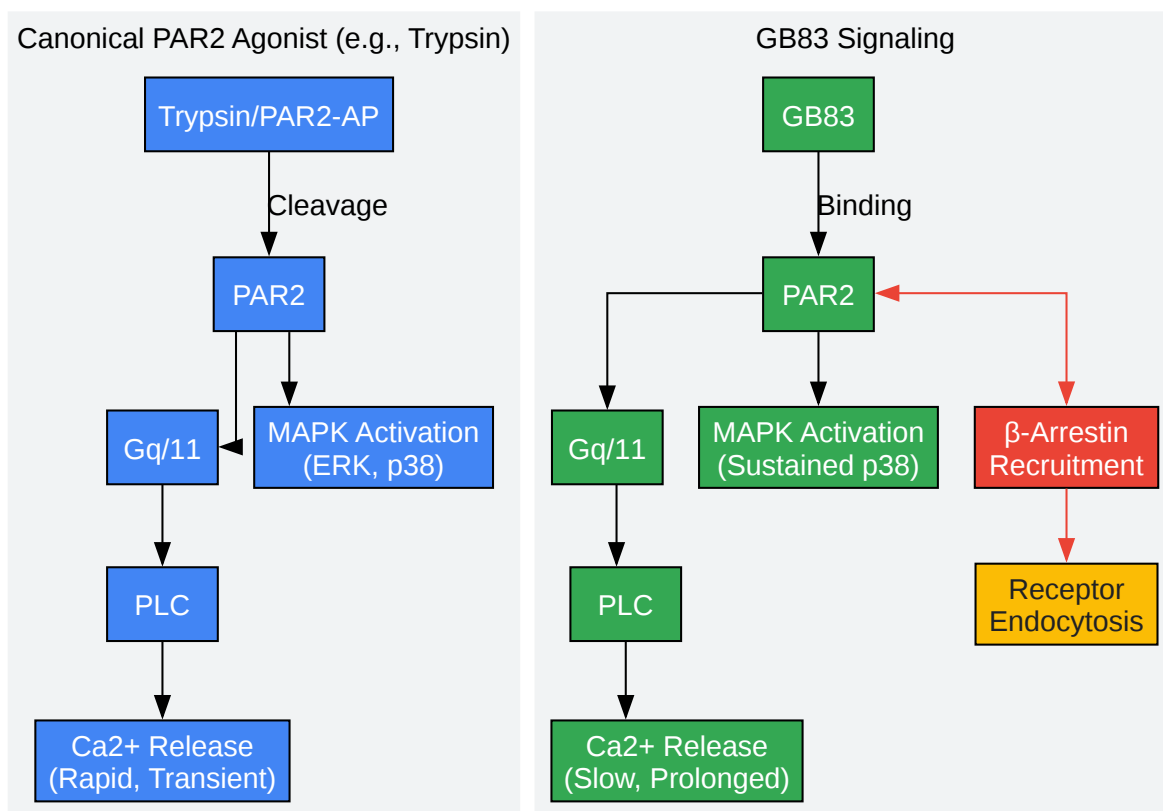 Canonical PAR2 Agonist (e.g., Trypsin)
Trypsin/PAR2-AP
Cleavage
PAR2
Gq/11
MAPK Activation
(ERK, p38)
PLC
Ca2+ Release
(Rapid, Transient)
GB83 Signaling
GB83
Binding
PAR2
Gq/11
MAPK Activation
(Sustained p38)
β-Arrestin
Recruitment
PLC
Receptor
Endocytosis
Ca2+ Release
(Slow, Prolonged)